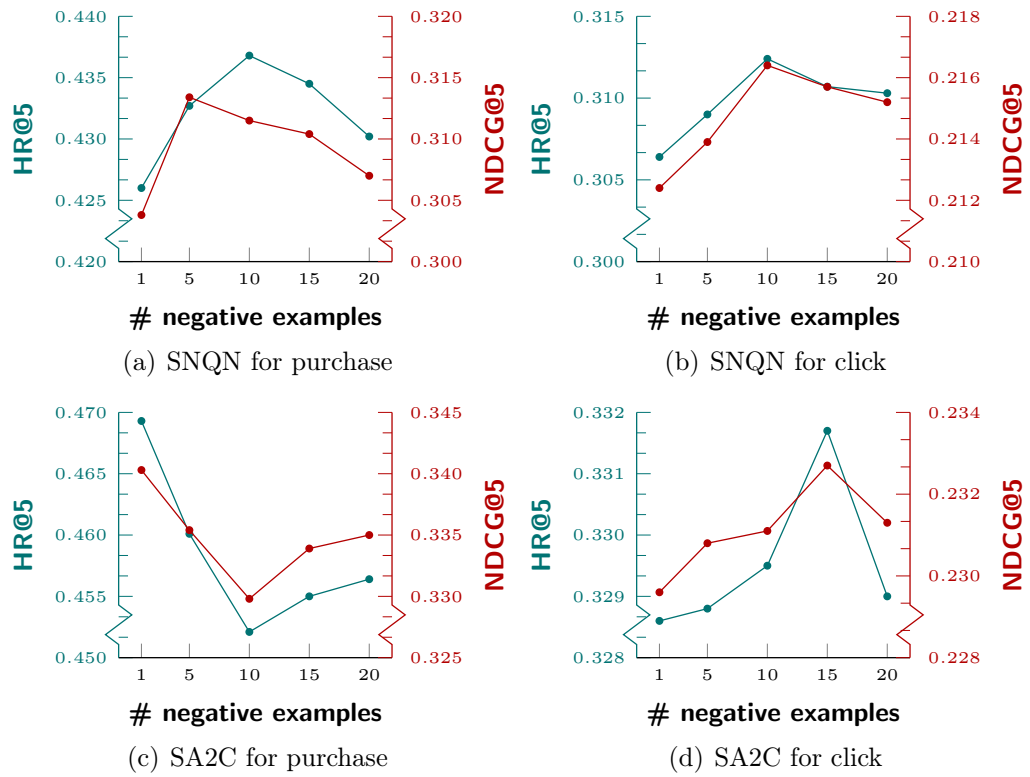 0.440
0.435
0.430
0.425
0.420
HR@5
0.320
0.315
0.310
0.305
0.300
NDCG@5
1 5 10 15 20
# negative examples
(a) SNQN for purchase
0.315
0.310
0.305
0.300
HR@5
0.218
0.216
0.214
0.212
0.210
NDCG@5
1 5 10 15 20
# negative examples
(b) SNQN for click
0.470
0.465
0.460
0.455
0.450
HR@5
0.345
0.340
0.335
0.330
0.325
NDCG@5
1 5 10 15 20
# negative examples
(c) SA2C for purchase
0.332
0.331
0.330
0.329
0.328
HR@5
0.234
0.232
0.230
0.228
NDCG@5
1 5 10 15 20
# negative examples
(d) SA2C for click